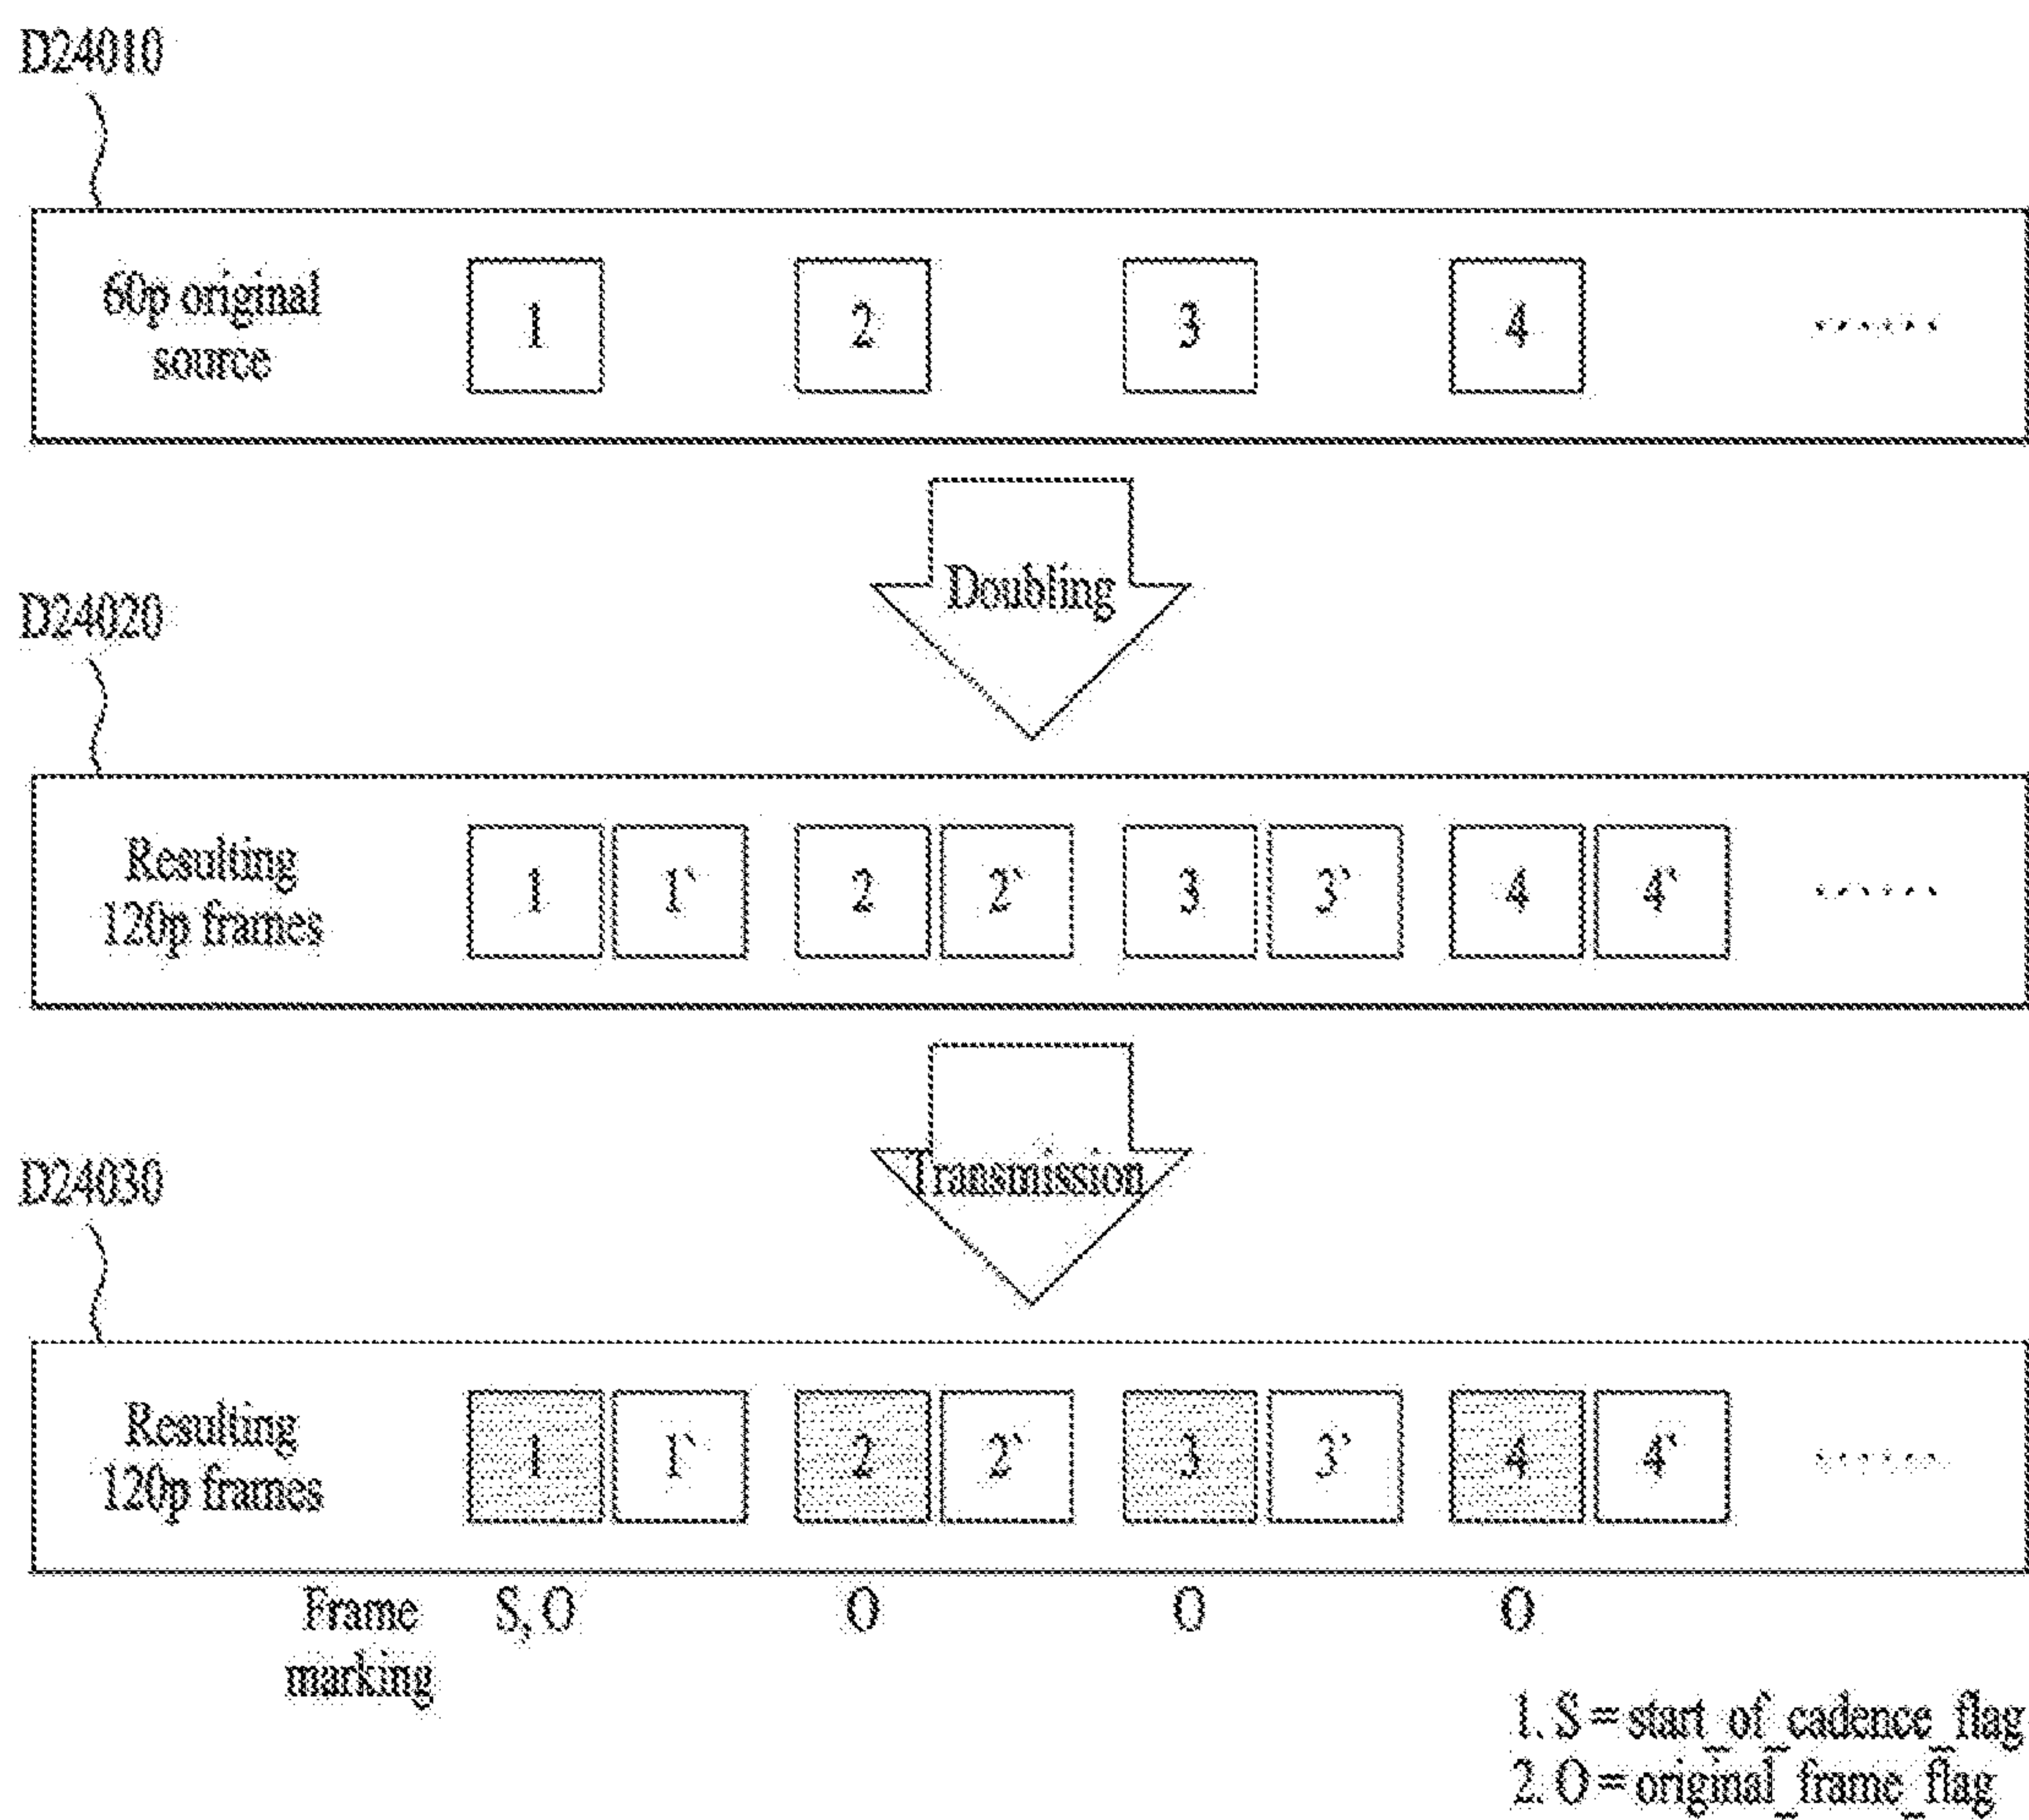 D24010
60p original
source
1 2 3 4 ......
Doubling
D24020
Resulting
120p frames
1 1` 2 2` 3 3` 4 4` ......
Transmission
D24030
Resulting
120p frames
1 1` 2 2` 3 3` 4 4` ......
Frame
marking
S, O O O O
1. S = start_of_cadence_flag
2. O = original_frame_flag